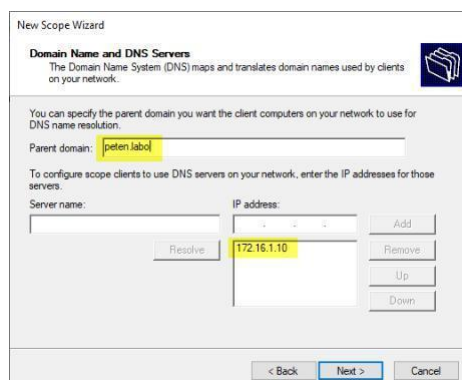 New Scope Wizard
Domain Name and DNS Servers
The Domain Name System (DNS) maps and translates domain names used by clients
on your network.
You can specify the parent domain you want the client computers on your network to use for
DNS name resolution.
Parent domain: peten.labo
To configure scope clients to use DNS servers on your network, enter the IP addresses for those
servers.
Server name: IP address:
. . . Add
Resolve 172.16.1.10 Remove
Up
Down
< Back Next > Cancel